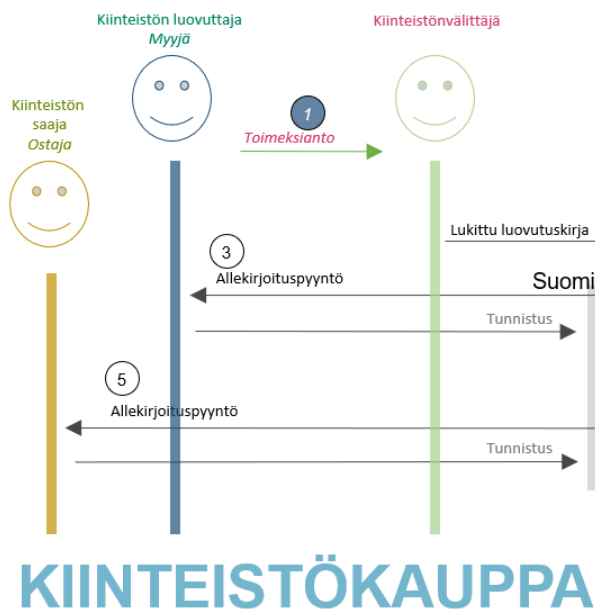 Kiinteistön luovuttaja
Myyjä
Kiinteistönvälittäjä
Kiinteistön
saaja
Ostaja
1
Toimeksianto
Lukittu luovutuskirja
3
Allekirjoituspyyntö
Suomi
Tunnistus
5
Allekirjoituspyyntö
Tunnistus
KIINTEISTÖKAUPPA